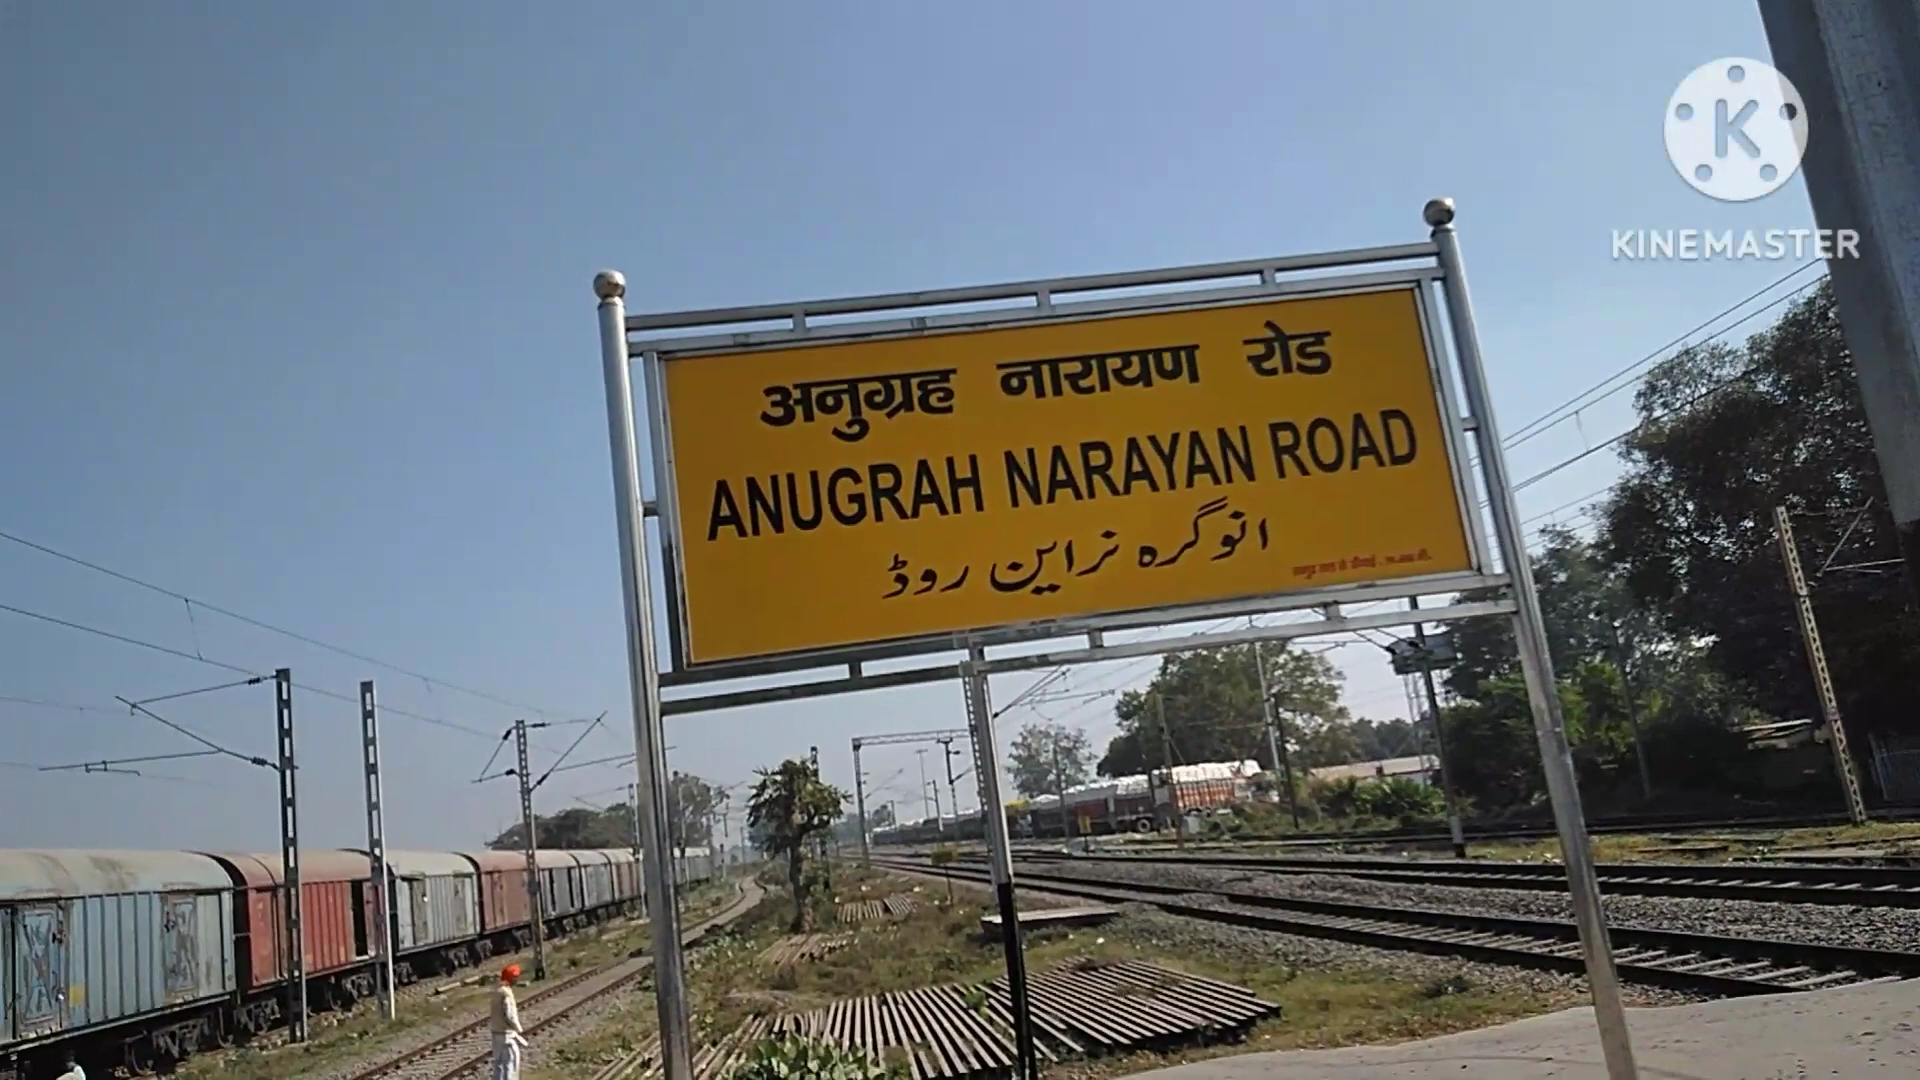 K
KINEMASTER
अनुग्रह नारायण रोड
ANUGRAH NARAYAN ROAD
انوگرہ نراین روڈ